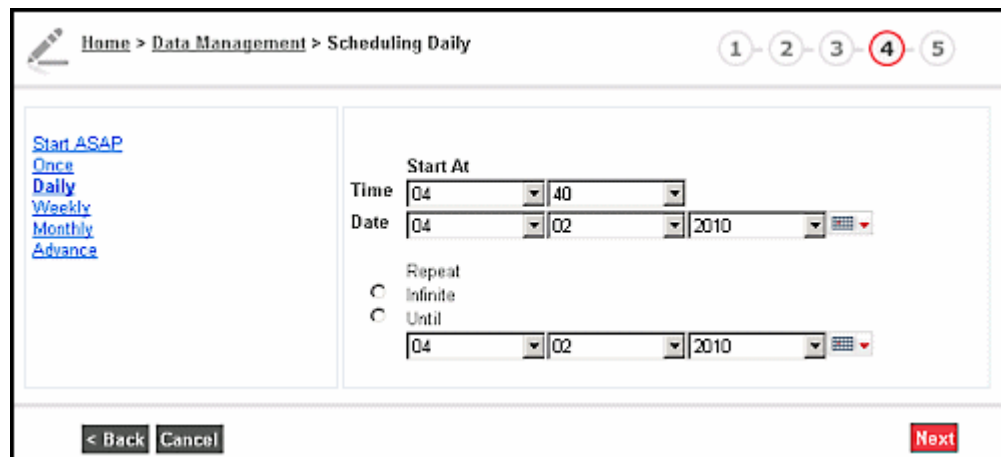 Home > Data Management > Scheduling Daily
1 - 2 - 3 - 4 - 5
Start ASAP
Once
Daily
Weekly
Monthly
Advance
Start At
Time 04 40
Date 04 02 2010
Repeat
Infinite
Until
04 02 2010
< Back Cancel Next